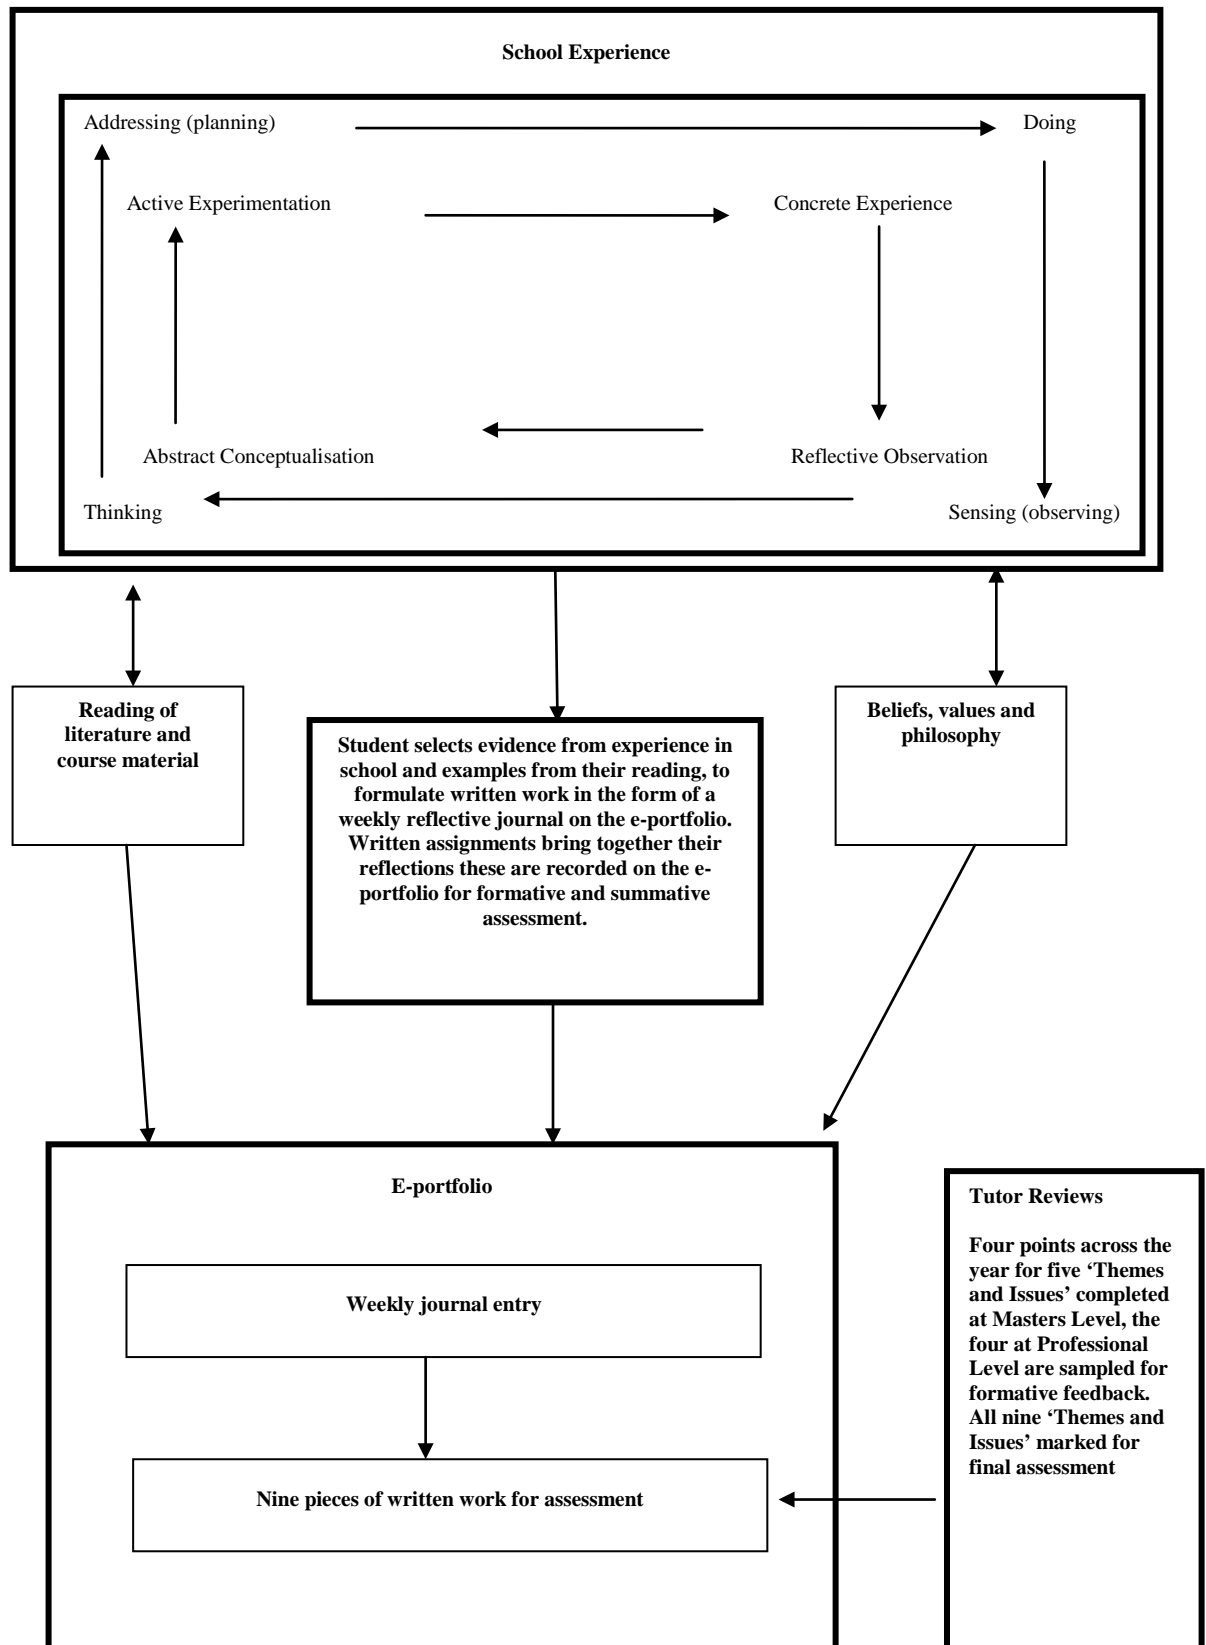 School Experience
Addressing (planning)
Doing
Active Experimentation
Concrete Experience
Abstract Conceptualisation
Reflective Observation
Thinking
Sensing (observing)
Reading of
literature and
course material
Student selects evidence from experience in
school and examples from their reading, to
formulate written work in the form of a
weekly reflective journal on the e-portfolio.
Written assignments bring together their
reflections these are recorded on the e-
portfolio for formative and summative
assessment.
Beliefs, values and
philosophy
E-portfolio
Weekly journal entry
Nine pieces of written work for assessment
Tutor Reviews
Four points across the
year for five ‘Themes
and Issues’ completed
at Masters Level, the
four at Professional
Level are sampled for
formative feedback.
All nine ‘Themes and
Issues’ marked for
final assessment